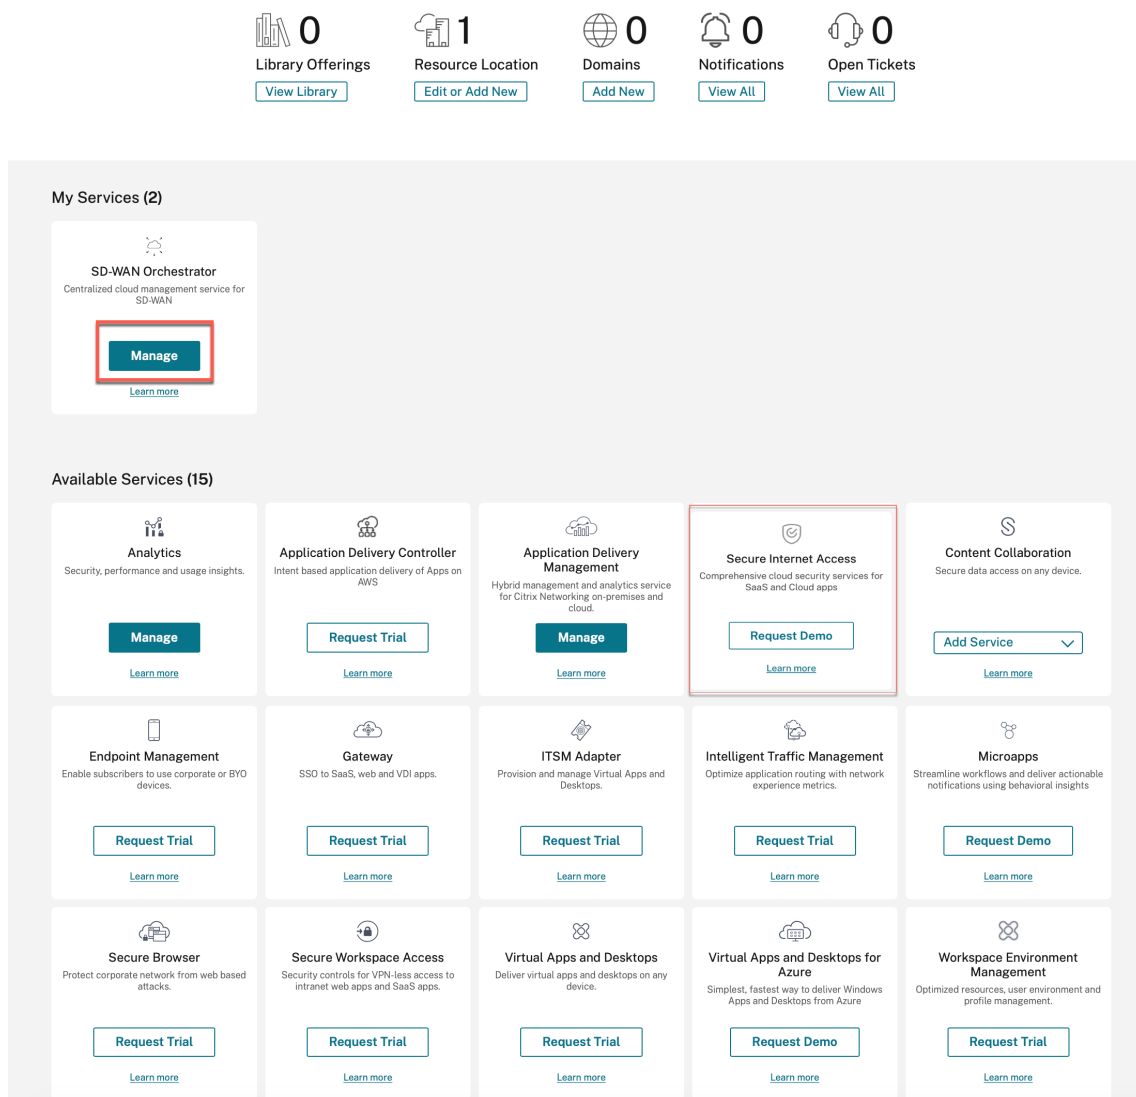 0 1 0 0 0
Library Offerings Resource Location Domains Notifications Open Tickets
View Library Edit or Add New Add New View All View All
My Services (2)
SD-WAN Orchestrator
Centralized cloud management service for
SD-WAN
Manage
Learn more
Available Services (15)
Analytics
Security, performance and usage insights.
Manage
Learn more
Application Delivery Controller
Intent based application delivery of Apps on
AWS
Request Trial
Learn more
Application Delivery
Management
Hybrid management and analytics service
for Citrix Networking on-premises and
cloud.
Manage
Learn more
Secure Internet Access
Comprehensive cloud security services for
SaaS and Cloud apps
Request Demo
Learn more
Content Collaboration
Secure data access on any device.
Add Service
Learn more
Endpoint Management
Enable subscribers to use corporate or BYO
devices.
Request Trial
Learn more
Gateway
SSO to SaaS, web and VDI apps.
Request Trial
Learn more
ITSM Adapter
Provision and manage Virtual Apps and
Desktops.
Request Trial
Learn more
Intelligent Traffic Management
Optimize application routing with network
experience metrics.
Request Trial
Learn more
Microapps
Streamline workflows and deliver actionable
notifications using behavioral insights
Request Demo
Learn more
Secure Browser
Protect corporate network from web based
attacks.
Request Trial
Learn more
Secure Workspace Access
Security controls for VPN-less access to
intranet web apps and SaaS apps.
Request Trial
Learn more
Virtual Apps and Desktops
Deliver virtual apps and desktops on any
device.
Request Trial
Learn more
Virtual Apps and Desktops for
Azure
Simplest, fastest way to deliver Windows
Apps and Desktops from Azure
Request Demo
Learn more
Workspace Environment
Management
Optimized resources, user environment and
profile management.
Request Trial
Learn more